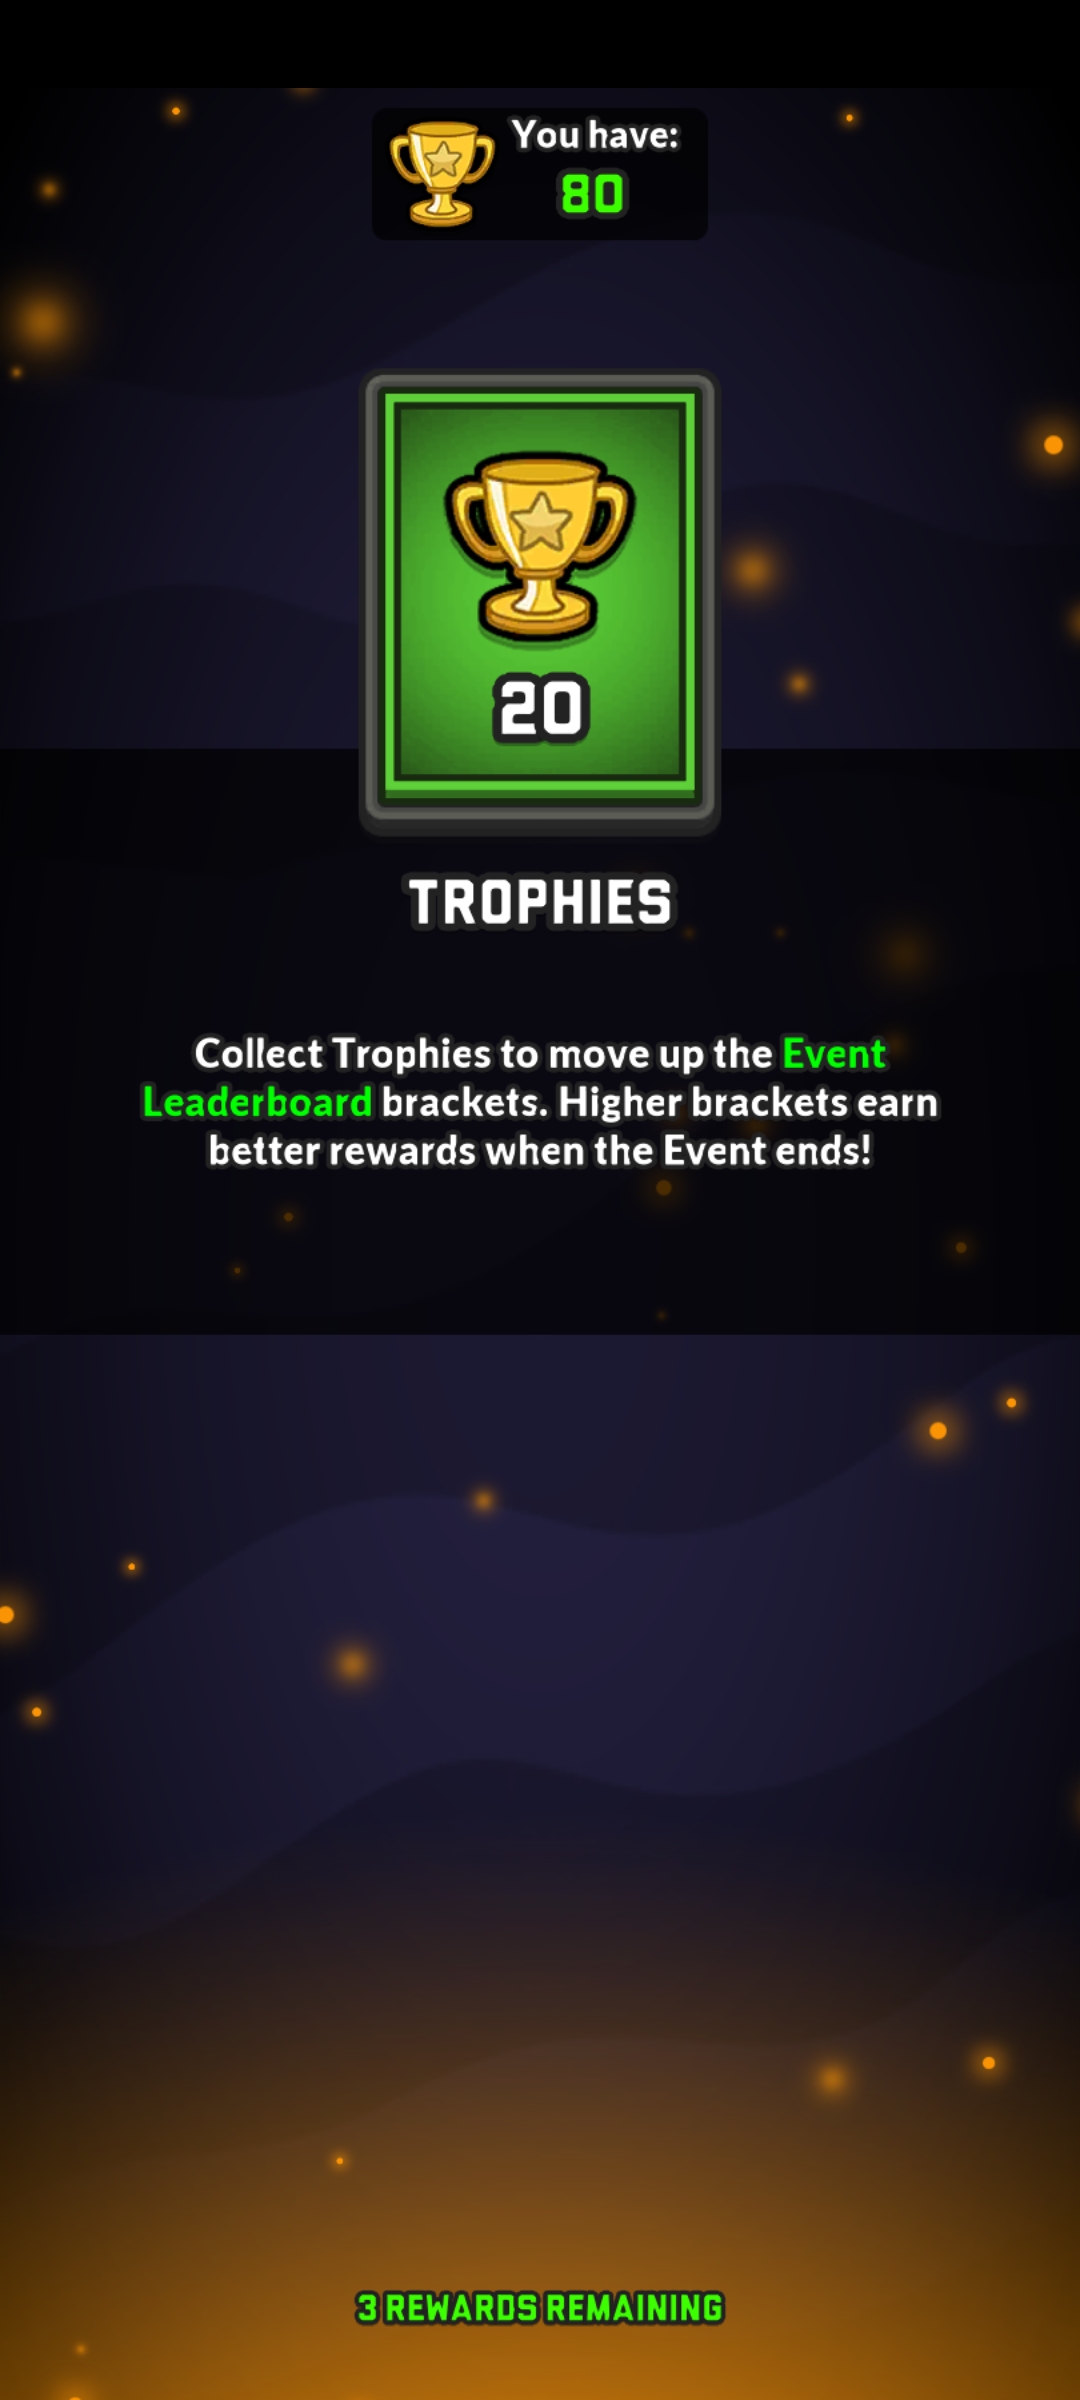 You have:
80
20
TROPHIES
Collect Trophies to move up the Event
Leaderboard brackets. Higher brackets earn
better rewards when the Event ends!
3 REWARDS REMAINING